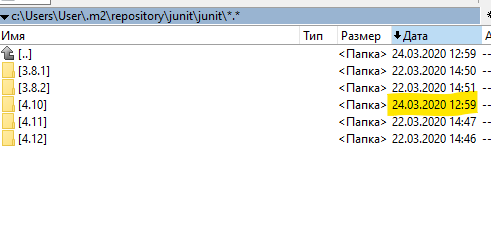 c:\Users\User\.m2\repository\junit\junit\*.*
Имя Тип Размер Дата
[..] <Папка> 24.03.2020 12:59 --
[3.8.1] <Папка> 22.03.2020 14:50 --
[3.8.2] <Папка> 22.03.2020 14:51 --
[4.10] <Папка> 24.03.2020 12:59 --
[4.11] <Папка> 22.03.2020 14:47 --
[4.12] <Папка> 22.03.2020 14:46 --